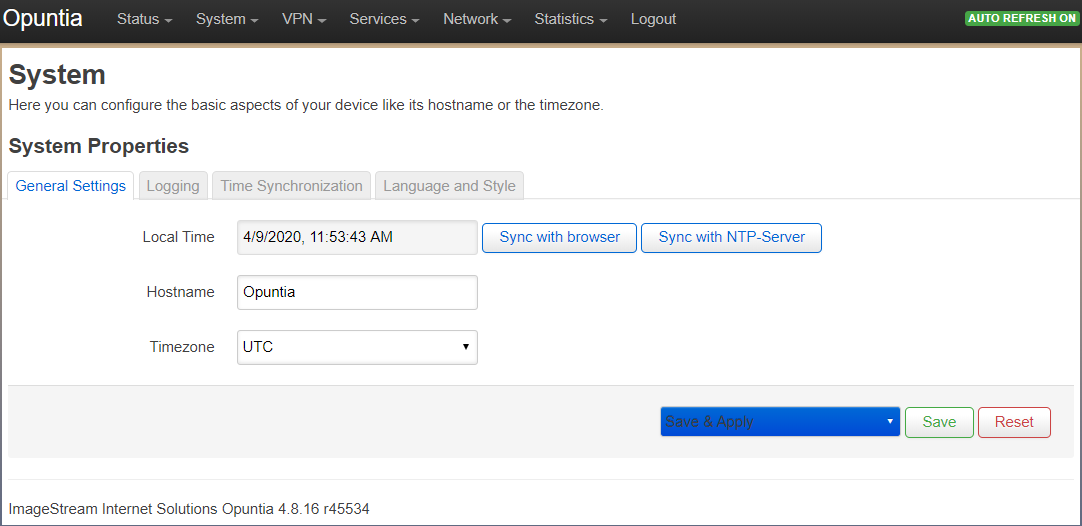 Opuntia Status System VPN Services Network Statistics Logout AUTO REFRESH ON
System
Here you can configure the basic aspects of your device like its hostname or the timezone.
System Properties
General Settings Logging Time Synchronization Language and Style
Local Time 4/9/2020, 11:53:43 AM Sync with browser Sync with NTP-Server
Hostname Opuntia
Timezone UTC
Save & Apply Save Reset
ImageStream Internet Solutions Opuntia 4.8.16 r45534